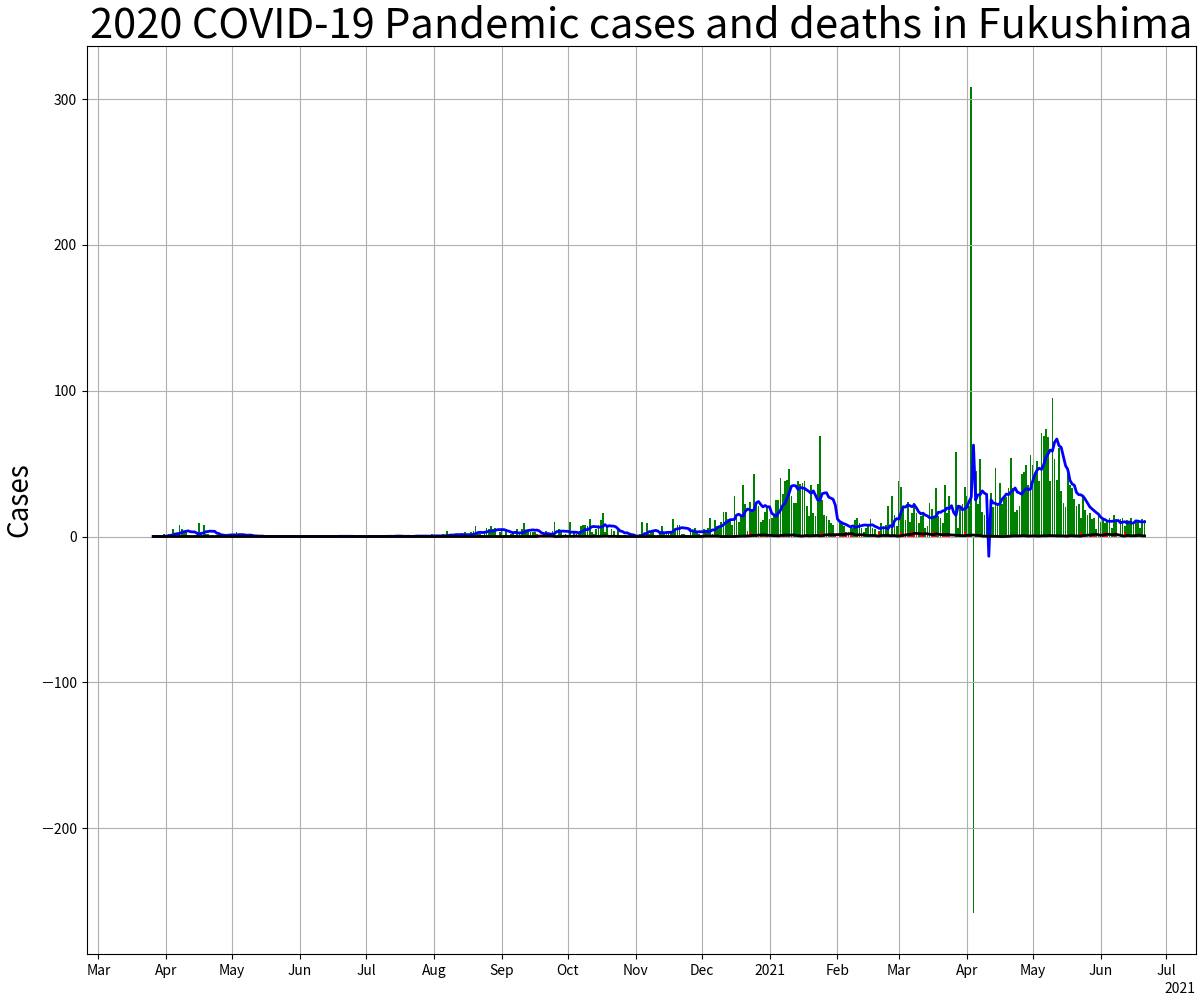 2020 COVID-19 Pandemic cases and deaths in Fukushima
Cases
300
200
100
0
−100
−200
Mar Apr May Jun Jul Aug Sep Oct Nov Dec 2021 Feb Mar Apr May Jun Jul
2021